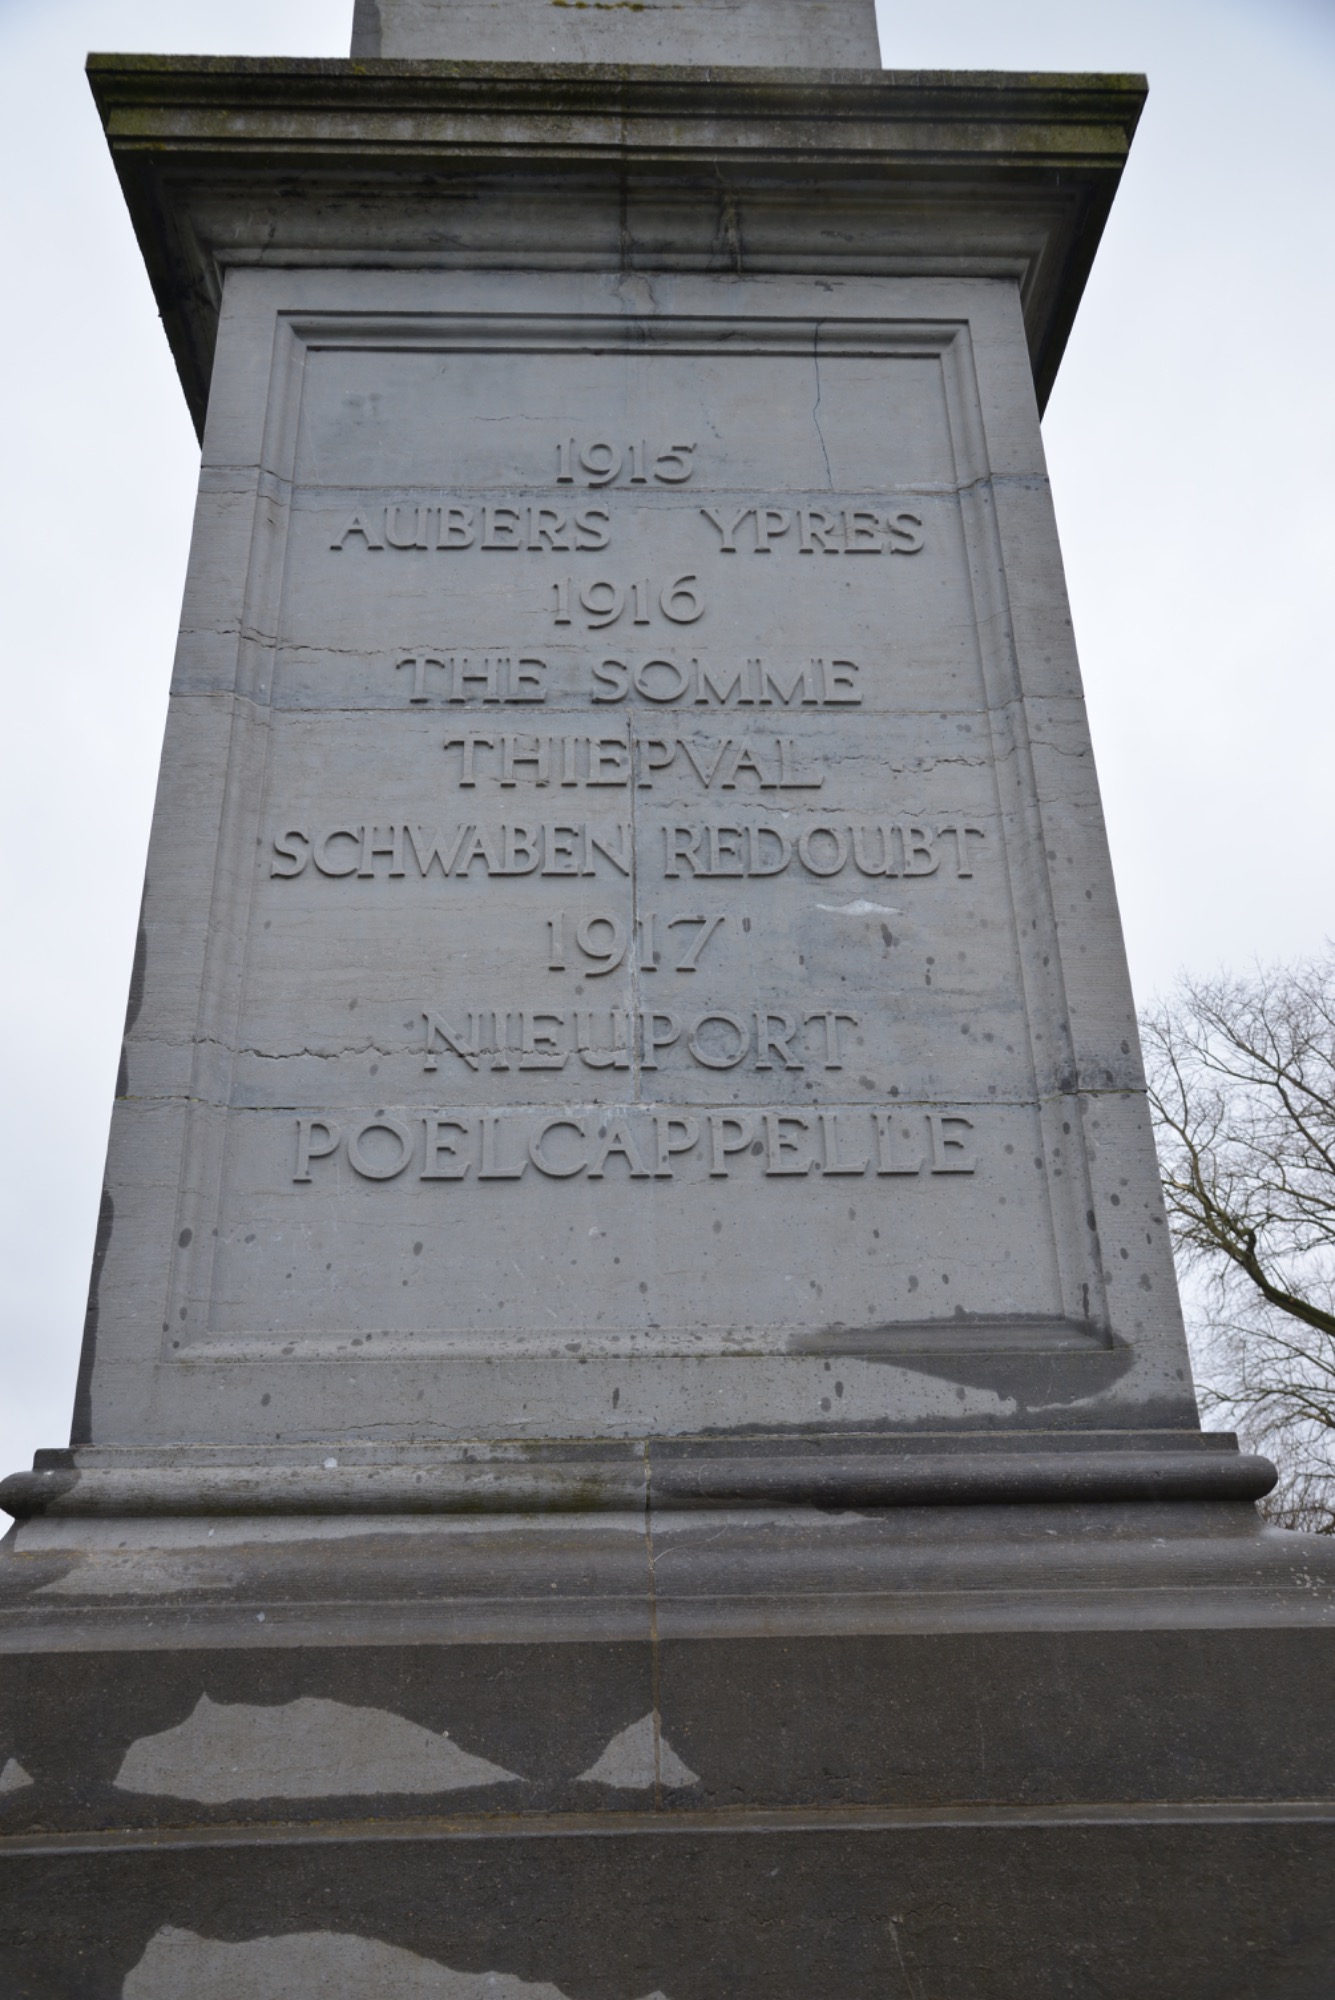 1915
AUBERS YPRES
1916
THE SOMME
THIEPVAL
SCHWABEN REDOUBT
1917
NIEUPORT
POELCAPPELLE